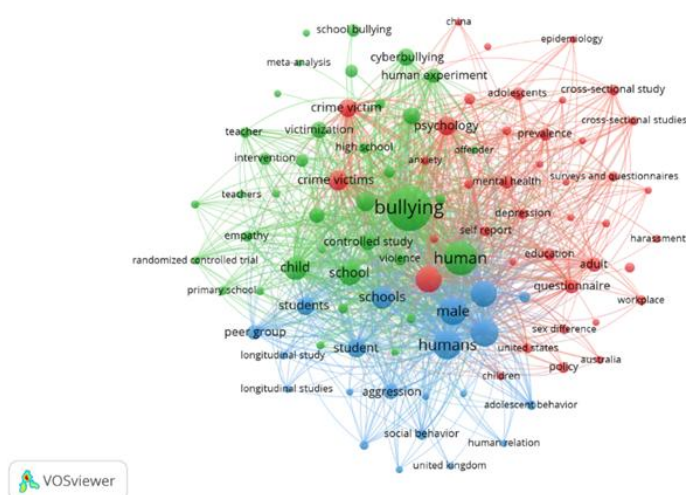 china
school bullying
epidemiology
cyberbullying
meta-analysis
human experiment
cross-sectional study
adolescents
crime victim
cross-sectional studies
psychology
teacher
victimization
prevalence
high school
offender
intervention
anxiety
crime victims
mental health
surveys and questionnaires
teachers
bullying
depression
self report
empathy
controlled study
harassment
randomized controlled trial
violence
human
education
child
school
adult
primary school
questionnaire
schools
workplace
students
male
peer group
sex difference
humans
student
united states
longitudinal study
australia
policy
children
longitudinal studies
aggression
adolescent behavior
social behavior
human relation
united kingdom
VOSviewer